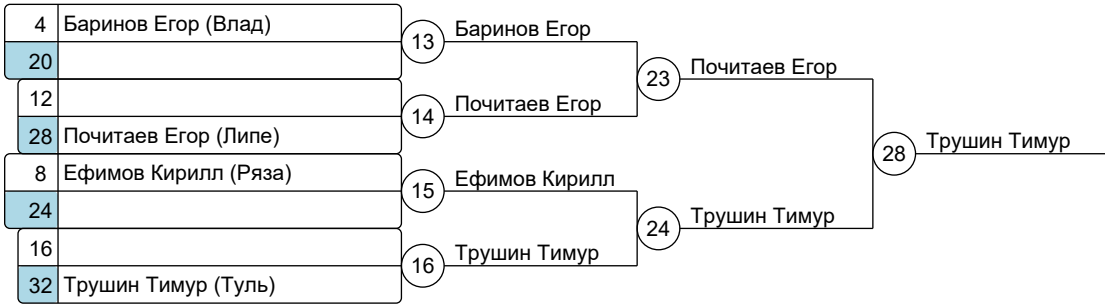 4 Баринов Егор (Влад)
20
12
28 Почитаев Егор (Липе)
8 Ефимов Кирилл (Ряза)
24
16
32 Трушин Тимур (Туль)
13 Баринов Егор
14 Почитаев Егор
15 Ефимов Кирилл
16 Трушин Тимур
23 Почитаев Егор
24 Трушин Тимур
28 Трушин Тимур